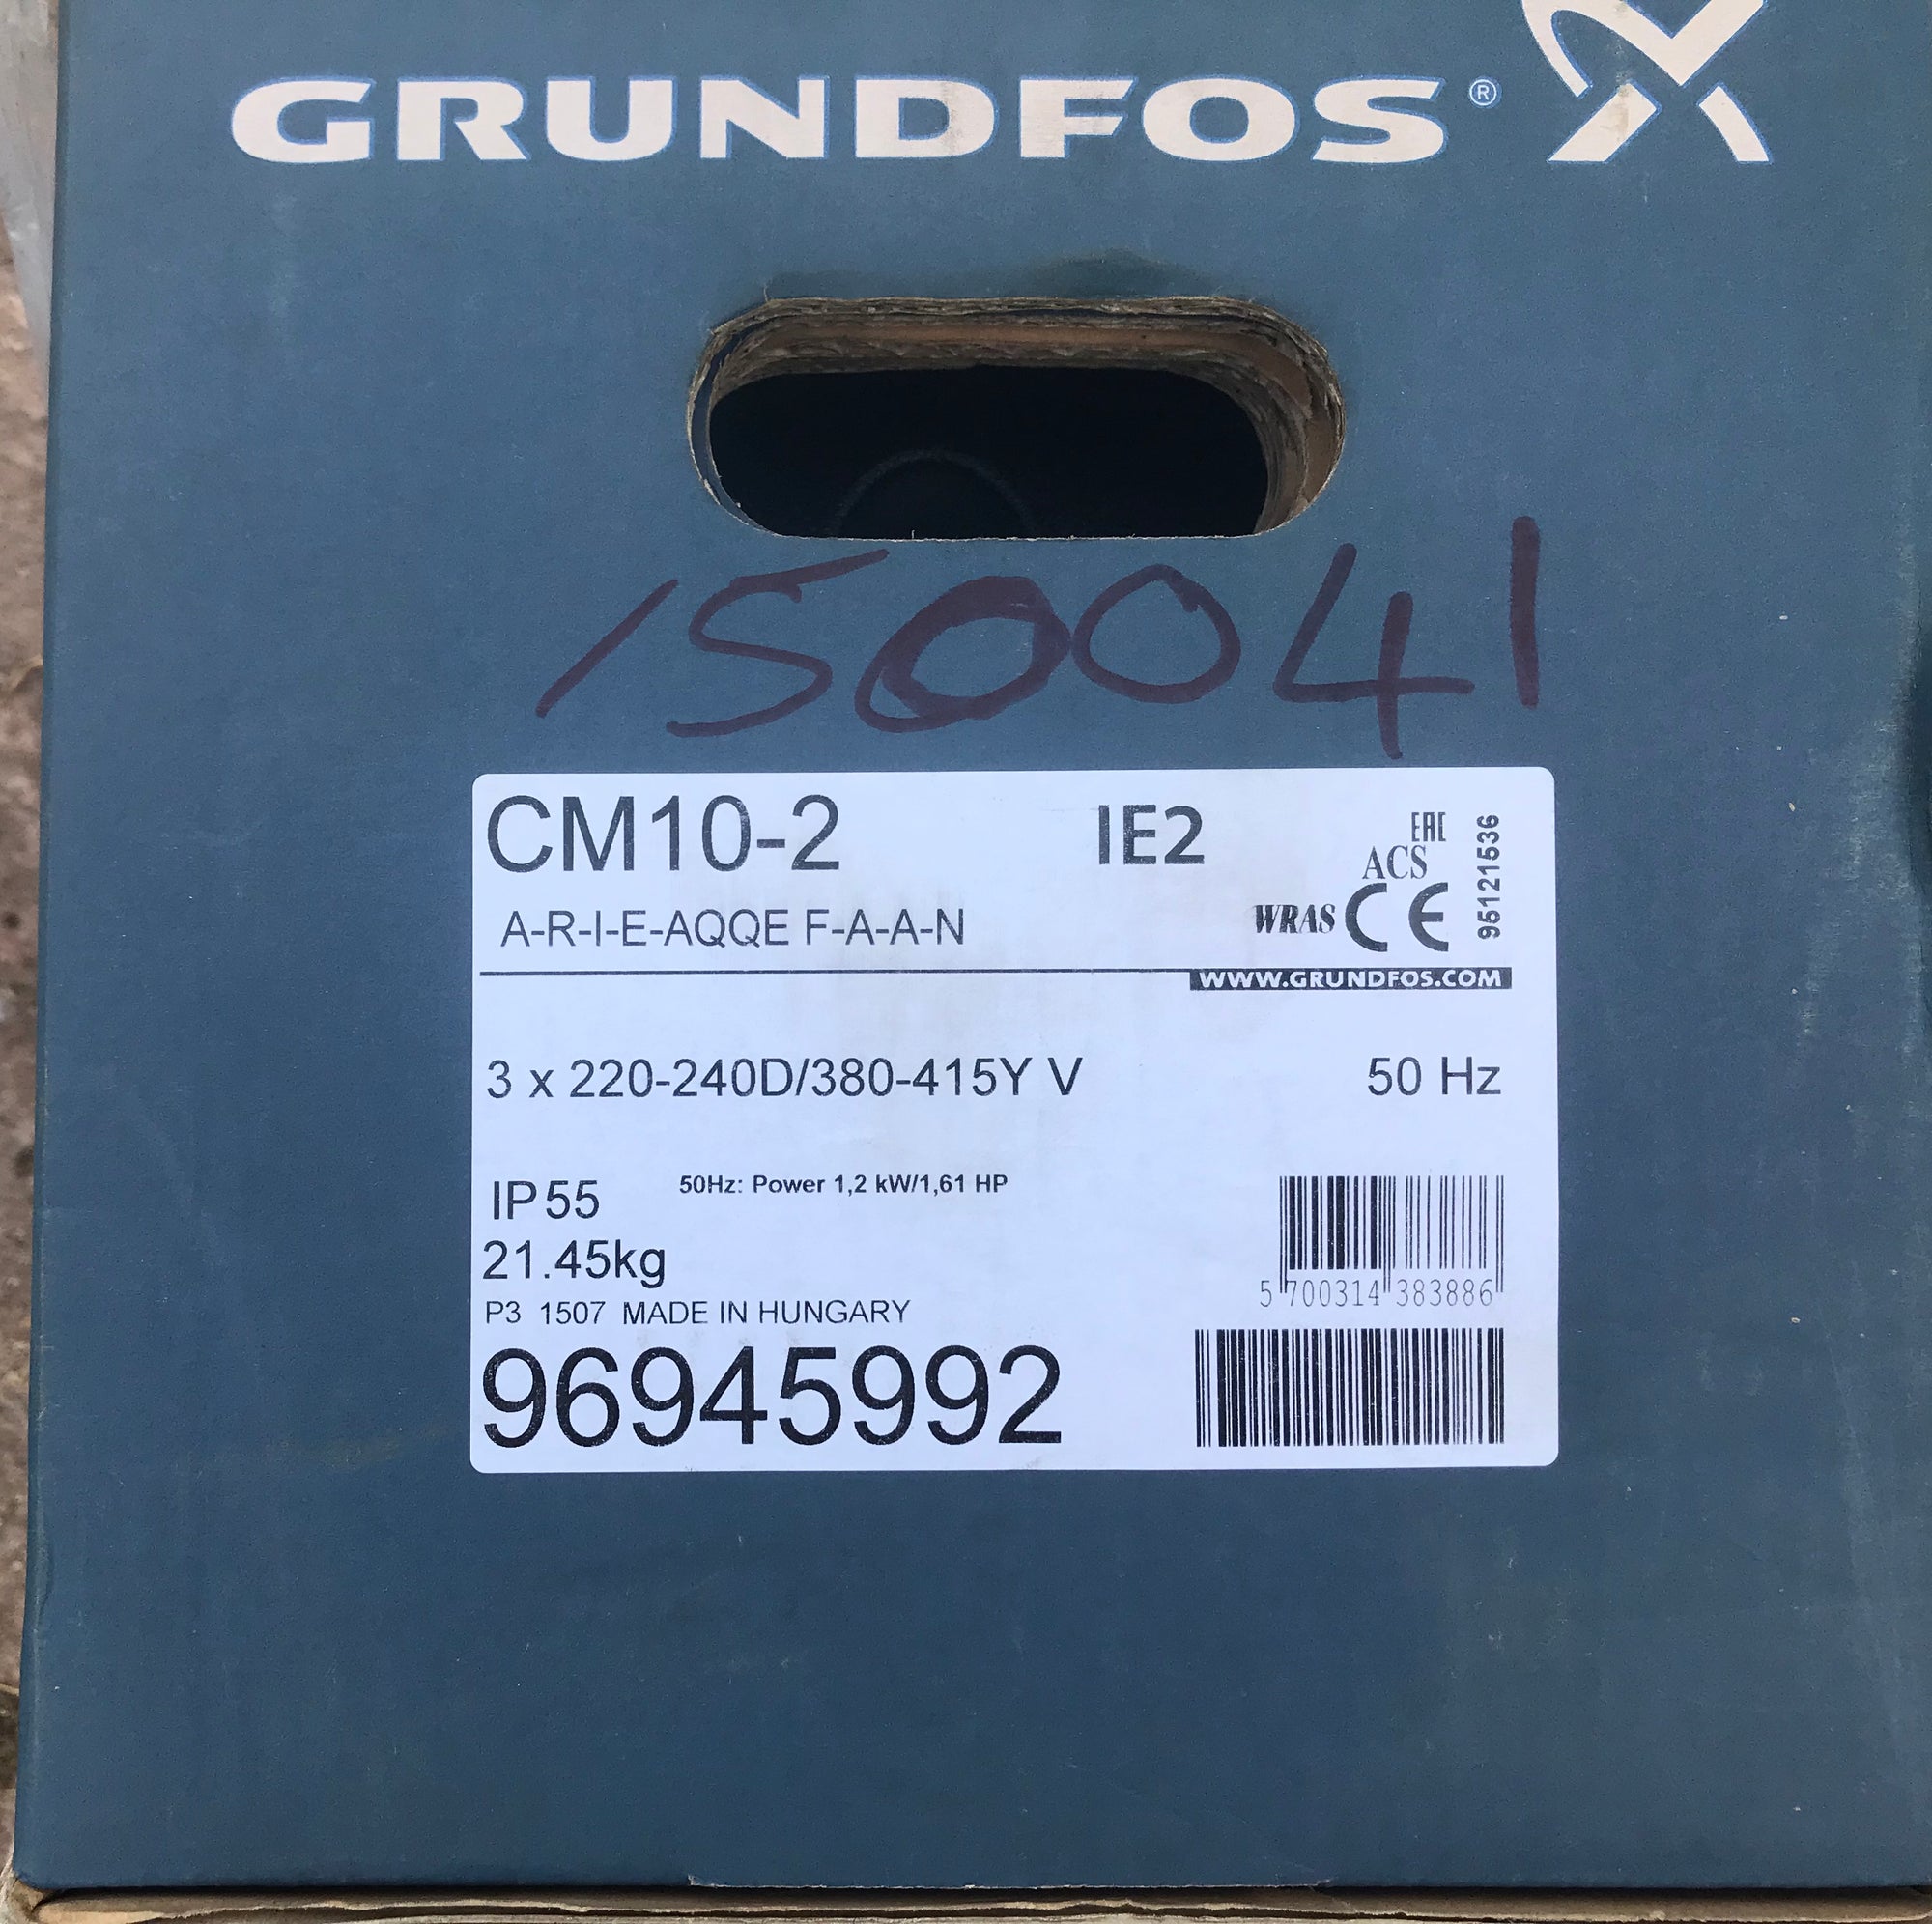 GRUNDFOS®
150041
CM10-2 IE2 EAC
ACS
95121536
A-R-I-E-AQQE F-A-A-N WRAS CE
WWW.GRUNDFOS.COM
3 x 220-240D/380-415Y V 50 Hz
IP55 50Hz: Power 1,2 kW/1,61 HP
21.45kg
5 700314 383886
P3 1507 MADE IN HUNGARY
96945992